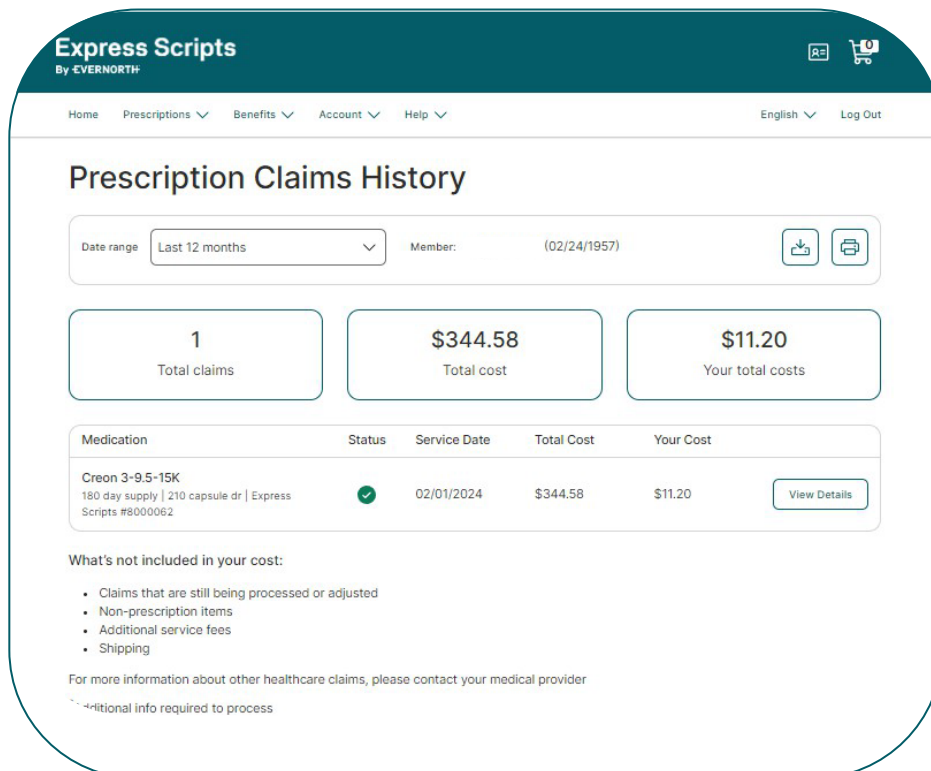 Express Scripts
By EVERNORTH
0
Home Prescriptions Benefits Account Help English Log Out
Prescription Claims History
Date range Last 12 months Member: (02/24/1957)
1 $344.58 $11.20
Total claims Total cost Your total costs
Medication Status Service Date Total Cost Your Cost
Creon 3-9.5-15K
180 day supply | 210 capsule dr | Express
Scripts #8000062
02/01/2024 $344.58 $11.20 View Details
What's not included in your cost:
• Claims that are still being processed or adjusted
• Non-prescription items
• Additional service fees
• Shipping
For more information about other healthcare claims, please contact your medical provider
info required to process